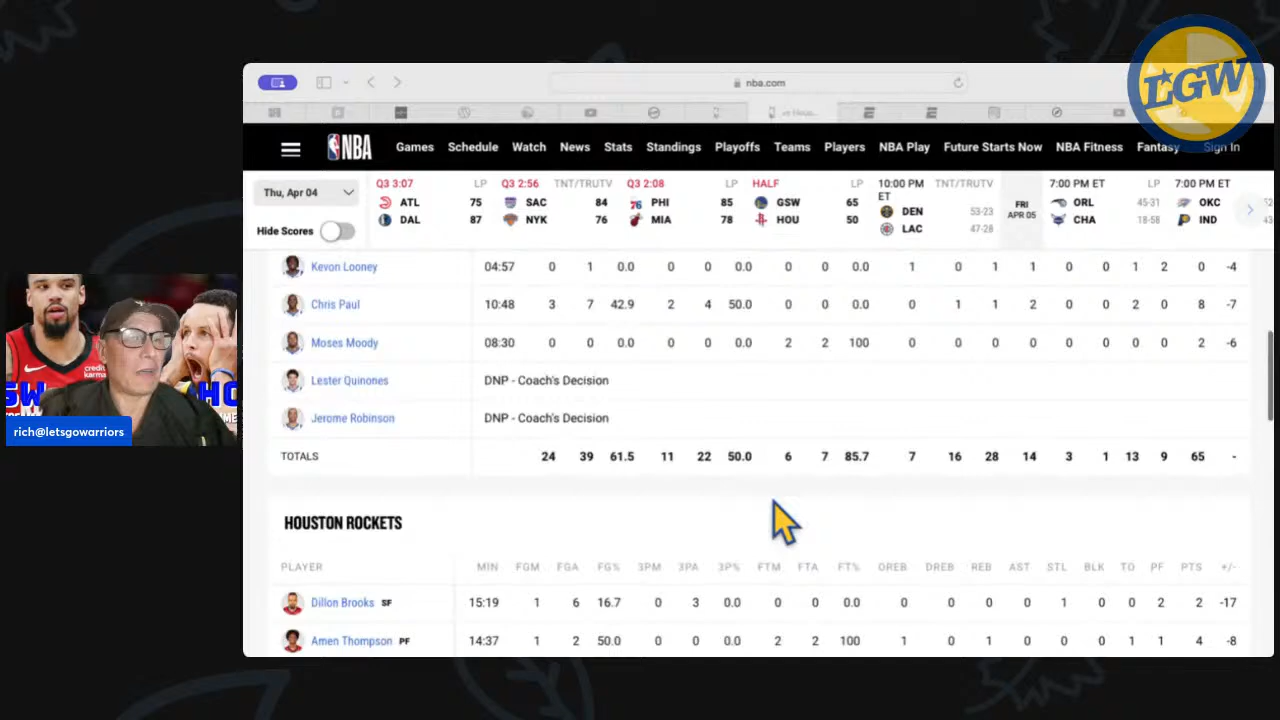 LGW
nba.com
NBA Games Schedule Watch News Stats Standings Playoffs Teams Players NBA Play Future Starts Now NBA Fitness Fantasy Sign In
Thu, Apr 04
Hide Scores
Q3 3:07 LP
ATL 75
DAL 87
Q3 2:56 TNT/TRUTV
SAC 84
NYK 76
Q3 2:08 LP
PHI 85
MIA 78
HALF LP
GSW 65
HOU 50
10:00 PM ET TNT/TRUTV
DEN 53-23
LAC 47-28
FRI
APR 05
7:00 PM ET LP
ORL 45-31
CHA 18-58
7:00 PM ET
OKC
IND
Kevon Looney 04:57 0 1 0.0 0 0 0.0 0 0 0.0 1 0 1 1 0 0 1 2 0 -4
Chris Paul 10:48 3 7 42.9 2 4 50.0 0 0 0.0 0 1 1 2 0 0 2 0 8 -7
Moses Moody 08:30 0 0 0.0 0 0 0.0 2 2 100 0 0 0 0 0 0 0 0 2 -6
Lester Quinones DNP - Coach's Decision
Jerome Robinson DNP - Coach's Decision
TOTALS 24 39 61.5 11 22 50.0 6 7 85.7 7 16 28 14 3 1 13 9 65 -
HOUSTON ROCKETS
PLAYER MIN FGM FGA FG% 3PM 3PA 3P% FTM FTA FT% OREB DREB REB AST STL BLK TO PF PTS +/-
Dillon Brooks SF 15:19 1 6 16.7 0 3 0.0 0 0 0.0 0 0 0 0 1 0 0 2 2 -17
Amen Thompson PF 14:37 1 2 50.0 0 0 0.0 2 2 100 1 0 1 0 0 0 1 1 4 -8
rich@letsgowarriors